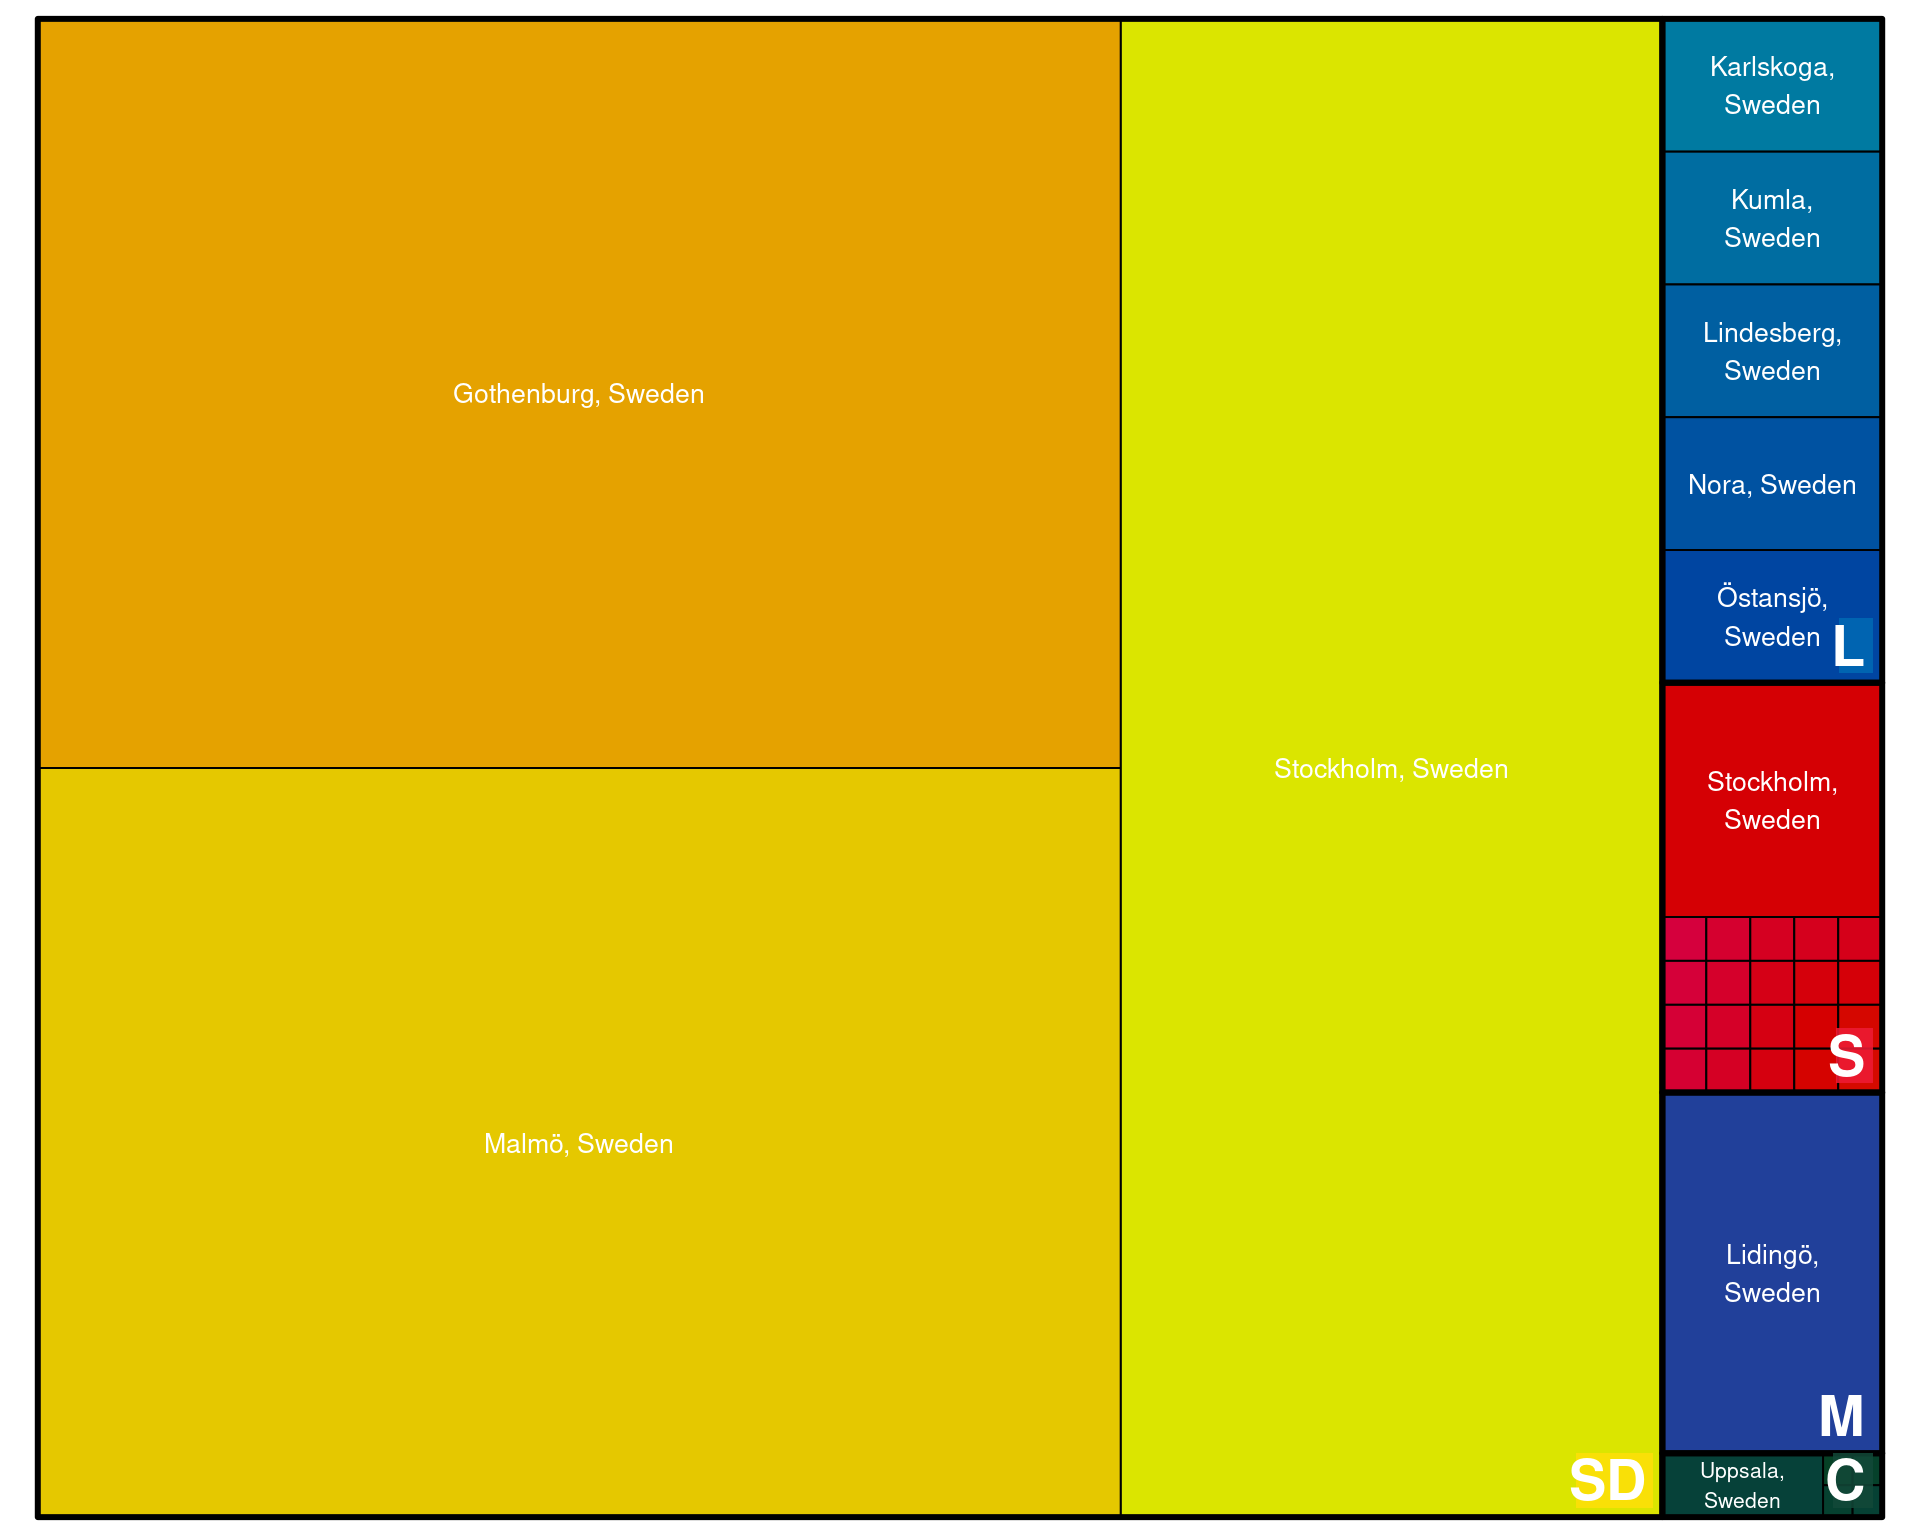 Gothenburg, Sweden
Malmö, Sweden
Stockholm, Sweden
SD
Karlskoga,
Sweden
Kumla,
Sweden
Lindesberg,
Sweden
Nora, Sweden
Östansjö,
Sweden
L
Stockholm,
Sweden
S
Lidingö,
Sweden
M
Uppsala,
Sweden
C